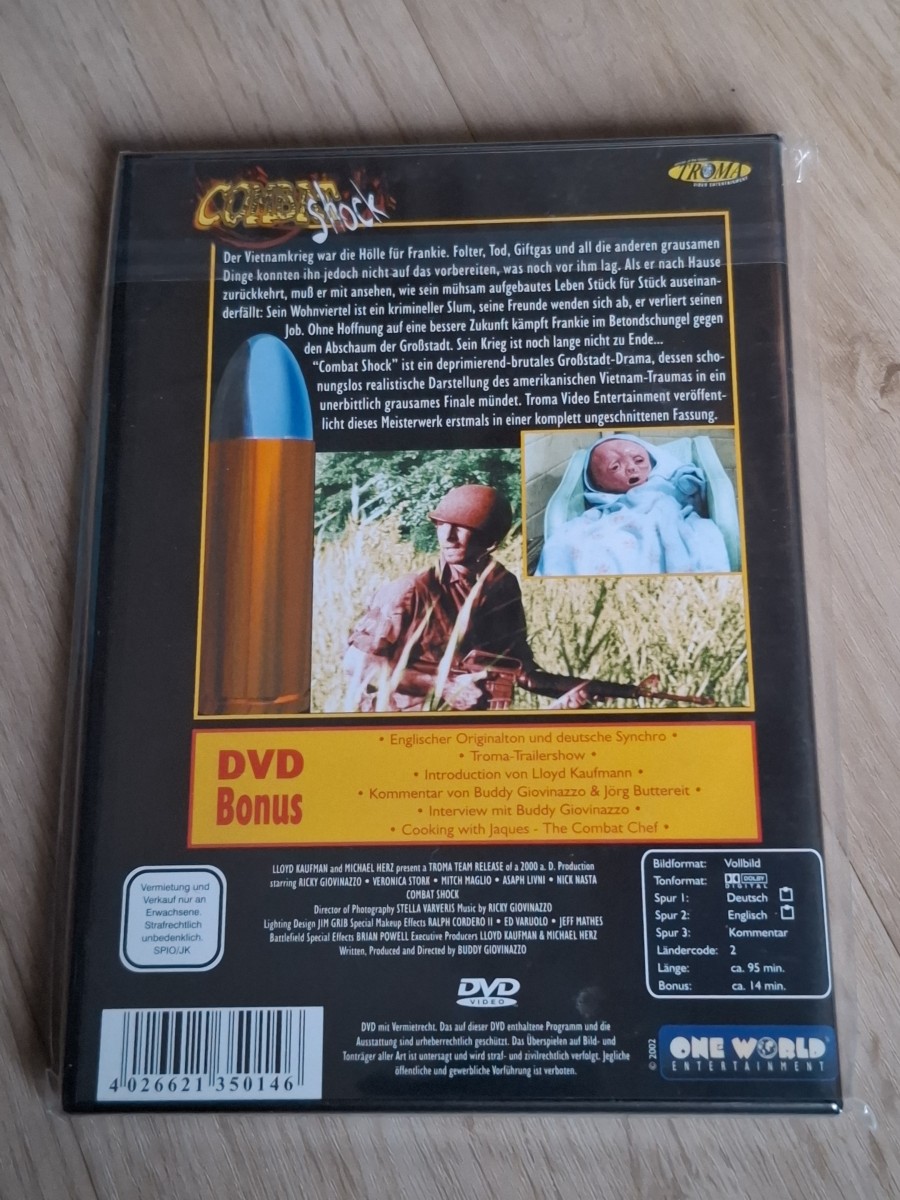 COMBAT shock
TROMA
VIDEO ENTERTAINMENT
Der Vietnamkrieg war die Hölle für Frankie. Folter, Tod, Giftgas und all die anderen grausamen
Dinge konnten ihn jedoch nicht auf das vorbereiten, was noch vor ihm lag. Als er nach Hause
zurückkehrt, muß er mit ansehen, wie sein mühsam aufgebautes Leben Stück für Stück auseinan-
derfällt: Sein Wohnviertel ist ein krimineller Slum, seine Freunde wenden sich ab, er verliert seinen
Job. Ohne Hoffnung auf eine bessere Zukunft kämpft Frankie im Betondschungel gegen
den Abschaum der Großstadt. Sein Krieg ist noch lange nicht zu Ende...
"Combat Shock" ist ein deprimierend-brutales Großstadt-Drama, dessen scho-
nungslos realistische Darstellung des amerikanischen Vietnam-Traumas in ein
unerbittlich grausames Finale mündet. Troma Video Entertainment veröffent-
licht dieses Meisterwerk erstmals in einer komplett ungeschnittenen Fassung.
DVD
Bonus
• Englischer Originalton und deutsche Synchro •
• Troma-Trailershow •
• Introduction von Lloyd Kaufmann •
• Kommentar von Buddy Giovinazzo & Jörg Buttereit •
• Interview mit Buddy Giovinazzo •
• Cooking with Jaques - The Combat Chef •
Vermietung und
Verkauf nur an
Erwachsene.
Strafrechtlich
unbedenklich.
SPIO/JK
LLOYD KAUFMAN and MICHAEL HERZ present a TROMA TEAM RELEASE of a 2000 a. D. Production
starring RICKY GIOVINAZZO • VERONICA STORK • MITCH MAGLIO • ASAPH LIVNI • NICK NASTA
COMBAT SHOCK
Director of Photography STELLA VARVERIS Music by RICKY GIOVINAZZO
Lighting Design JIM GRIB Special Makeup Effects RALPH CORDERO II • ED VARUOLO • JEFF MATHES
Battlefield Special Effects BRIAN POWELL Executive Producers LLOYD KAUFMAN & MICHAEL HERZ
Written, Produced and Directed by BUDDY GIOVINAZZO
Bildformat: Vollbild
Tonformat: DOLBY DIGITAL
Spur 1: Deutsch
Spur 2: Englisch
Spur 3: Kommentar
Ländercode: 2
Länge: ca. 95 min.
Bonus: ca. 14 min.
DVD
VIDEO
DVD mit Vermietrecht. Das auf dieser DVD enthaltene Programm und die
Ausstattung sind urheberrechtlich geschützt. Das Überspielen auf Bild- und
Tonträger aller Art ist untersagt und wird straf- und zivilrechtlich verfolgt. Jegliche
öffentliche und gewerbliche Vorführung ist verboten.
4 026621 350146
© 2002
ONE WORLD
ENTERTAINMENT